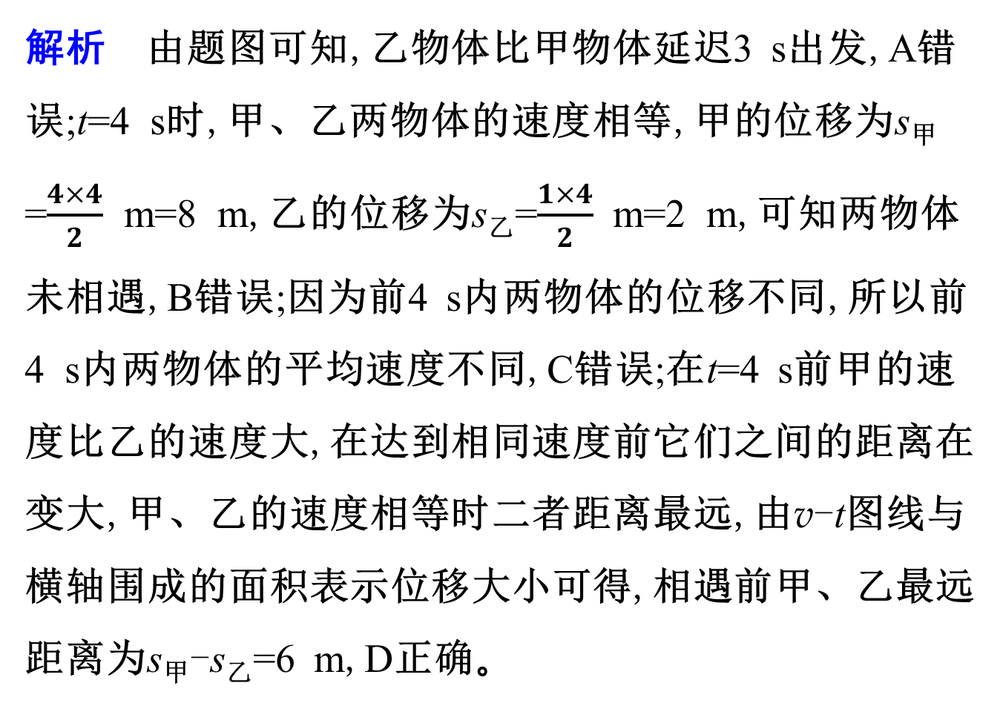 解析　由题图可知, 乙物体比甲物体延迟3 s出发, A错
误;t=4 s时, 甲、乙两物体的速度相等, 甲的位移为s甲
=4×4/2 m=8 m, 乙的位移为s乙=1×4/2 m=2 m, 可知两物体
未相遇, B错误;因为前4 s内两物体的位移不同, 所以前
4 s内两物体的平均速度不同, C错误;在t=4 s前甲的速
度比乙的速度大, 在达到相同速度前它们之间的距离在
变大, 甲、乙的速度相等时二者距离最远, 由v−t图线与
横轴围成的面积表示位移大小可得, 相遇前甲、乙最远
距离为s甲−s乙=6 m, D正确。